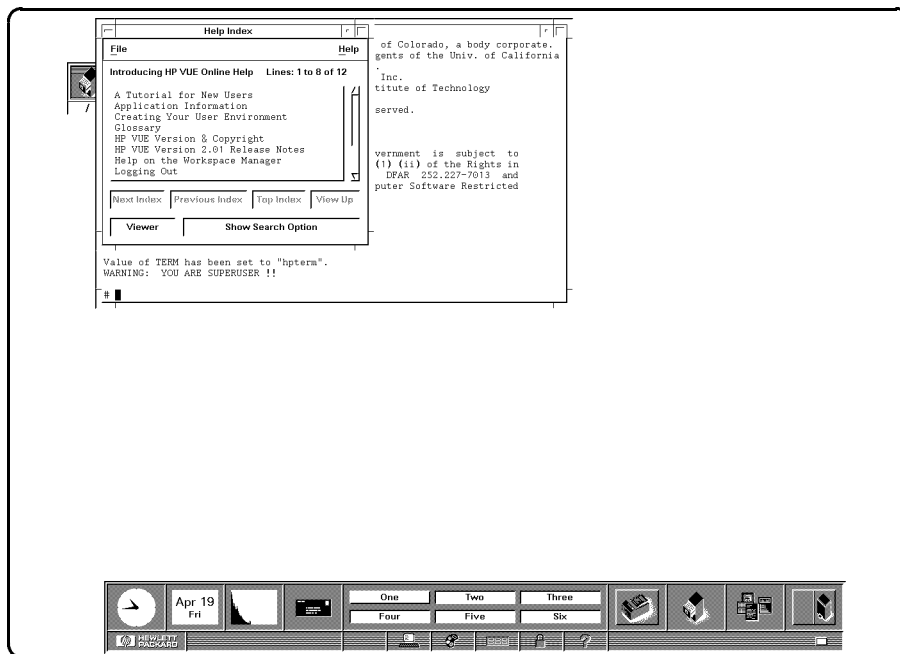 Help Index
File Help
Introducing HP VUE Online Help Lines: 1 to 8 of 12
A Tutorial for New Users
Application Information
Creating Your User Environment
Glossary
HP VUE Version & Copyright
HP VUE Version 2.01 Release Notes
Help on the Workspace Manager
Logging Out
Next Index Previous Index Top Index View Up
Viewer Show Search Option
of Colorado, a body corporate.
gents of the Univ. of California
.
Inc.
titute of Technology
served.
vernment is subject to
(1) (ii) of the Rights in
DFAR 252.227-7013 and
puter Software Restricted
/
Value of TERM has been set to "hpterm".
WARNING: YOU ARE SUPERUSER !!
#
Apr 19
Fri
One Two Three
Four Five Six
hp HEWLETT
PACKARD
?